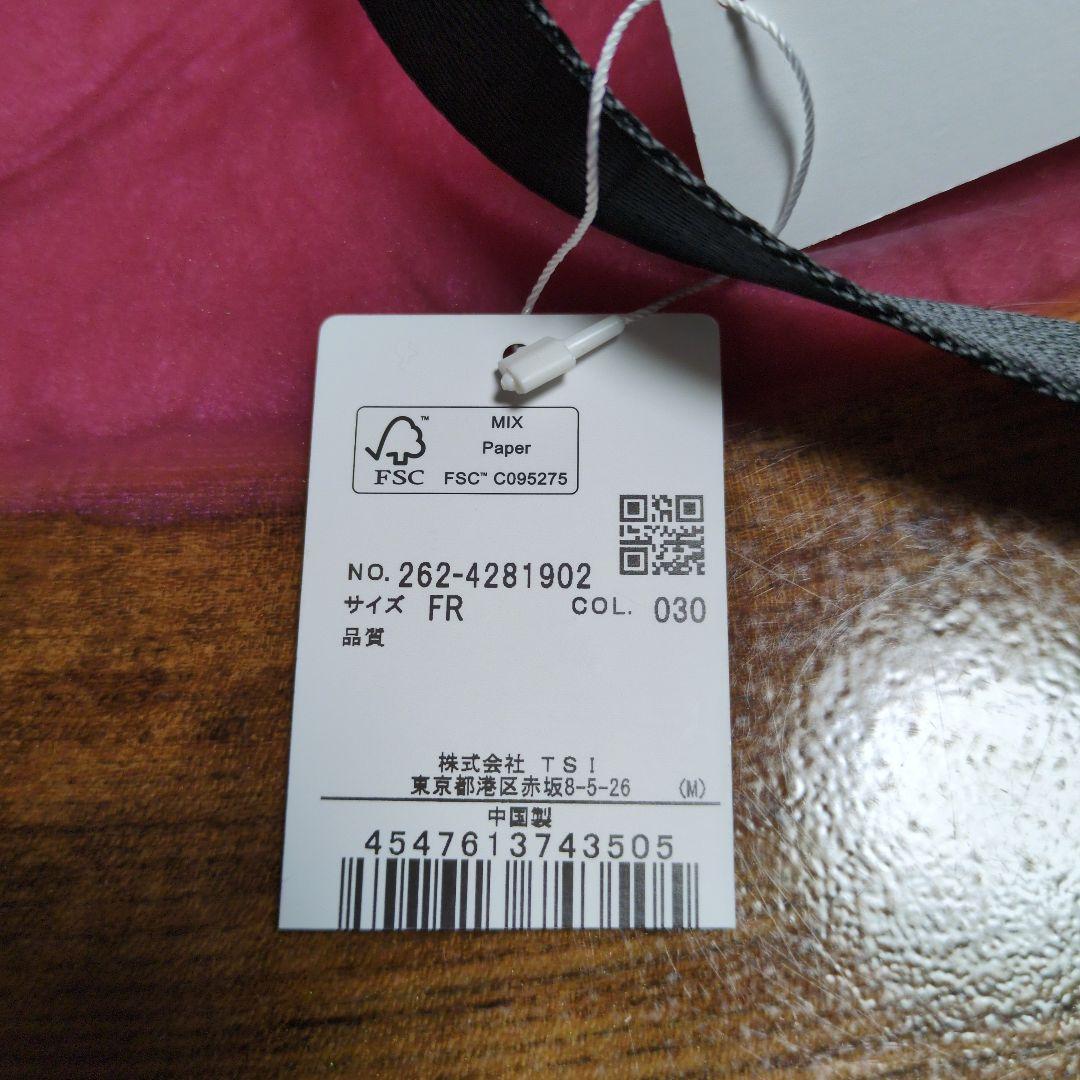 MIX
Paper
FSC™ FSC™ C095275
NO. 262-4281902
サイズ FR COL. 030
品質
株式会社 TSI
東京都港区赤坂8-5-26 (M)
中国製
4547613743505